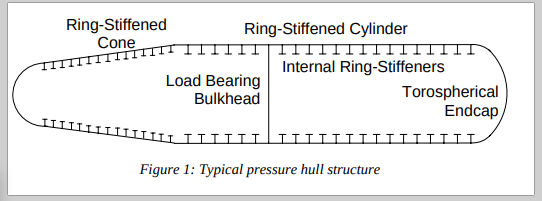 Ring-Stiffened
Cone
Ring-Stiffened Cylinder
Internal Ring-Stiffeners
Load Bearing
Bulkhead
Torospherical
Endcap
Figure 1: Typical pressure hull structure